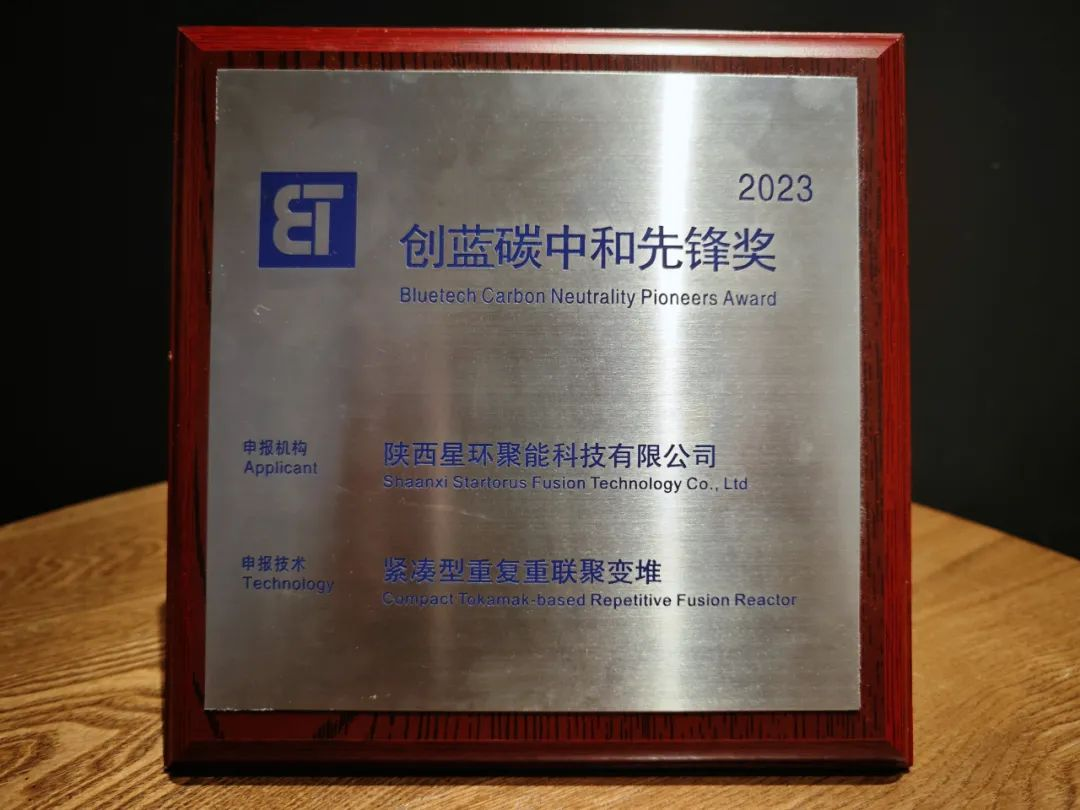 2023
BT
创蓝碳中和先锋奖
Bluetech Carbon Neutrality Pioneers Award
申报机构
Applicant
陕西星环聚能科技有限公司
Shaanxi Startorus Fusion Technology Co., Ltd
申报技术
Technology
紧凑型重复重联聚变堆
Compact Tokamak-based Repetitive Fusion Reactor